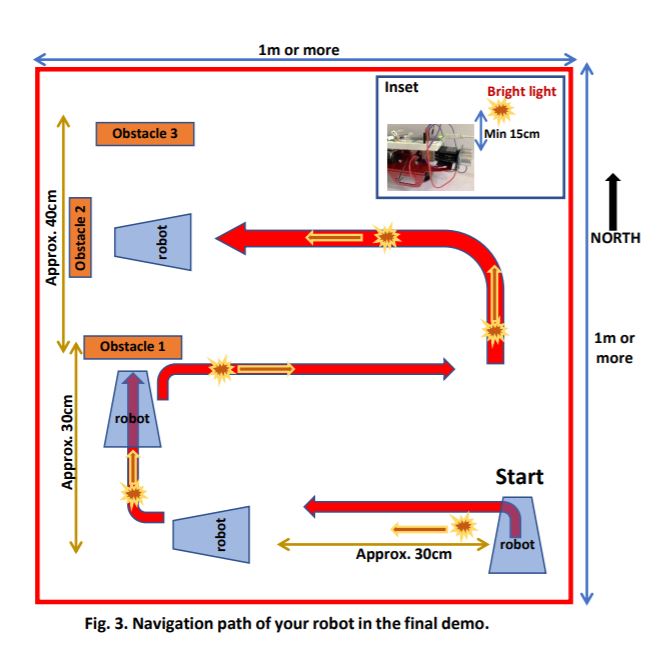 1m or more
Inset
Bright light
Min 15cm
Obstacle 3
NORTH
Approx. 40cm
Obstacle 2
robot
1m or
more
Obstacle 1
robot
Approx. 30cm
Start
robot
robot
Approx. 30cm
Fig. 3. Navigation path of your robot in the final demo.